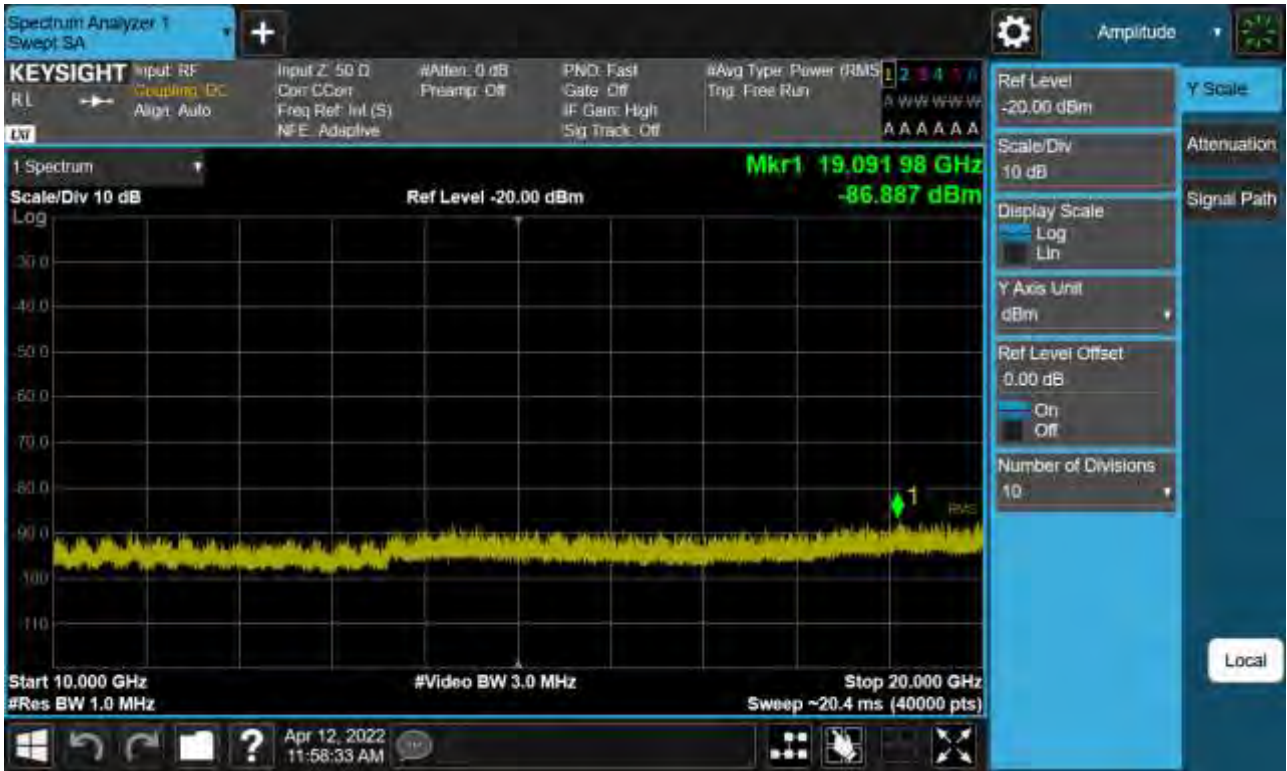 Spectrum Analyzer 1
Swept SA
Amplitude
KEYSIGHT
RL
LXI
Input: RF
Coupling: DC
Align: Auto
Input Z: 50 Ω
Corr CCorr
Freq Ref: Int (S)
NFE: Adaptive
#Atten: 0 dB
Preamp: Off
PNO: Fast
Gate: Off
IF Gain: High
Sig Track: Off
#Avg Type: Power (RMS
Trig: Free Run
1 2 3 4 5 6
A W W W W W
A A A A A A
1 Spectrum
Scale/Div 10 dB
Ref Level -20.00 dBm
Mkr1 19.091 98 GHz
-86.887 dBm
Log
-30.0
-40.0
-50.0
-60.0
-70.0
-80.0
-90.0
-100
-110
1
RMS
Start 10.000 GHz
#Video BW 3.0 MHz
Stop 20.000 GHz
#Res BW 1.0 MHz
Sweep ~20.4 ms (40000 pts)
Ref Level
-20.00 dBm
Scale/Div
10 dB
Display Scale
Log
Lin
Y Axis Unit
dBm
Ref Level Offset
0.00 dB
On
Off
Number of Divisions
10
Y Scale
Attenuation
Signal Path
Local
?
Apr 12, 2022
11:58:33 AM